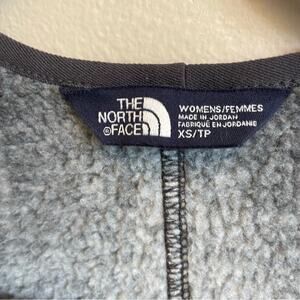 THE
NORTH
FACE
WOMENS/FEMMES
MADE IN JORDAN
FABRIQUÉ EN JORDANIE
XS/TP